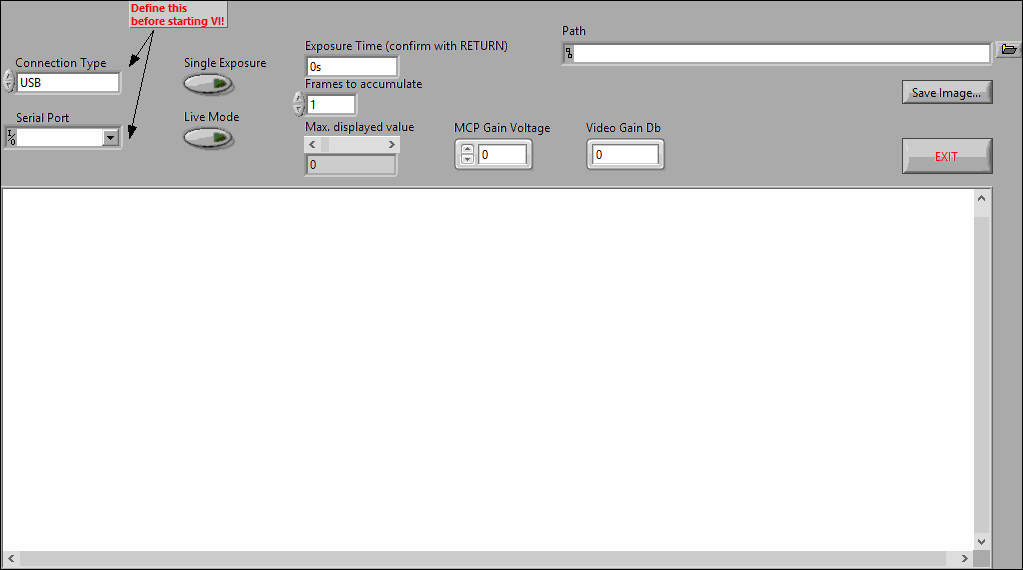 Define this
before starting VI!
Connection Type
USB
Serial Port
I/O
Single Exposure
Live Mode
Exposure Time (confirm with RETURN)
0s
Frames to accumulate
1
Max. displayed value
0
MCP Gain Voltage
0
Video Gain Db
0
Path
Save Image...
EXIT